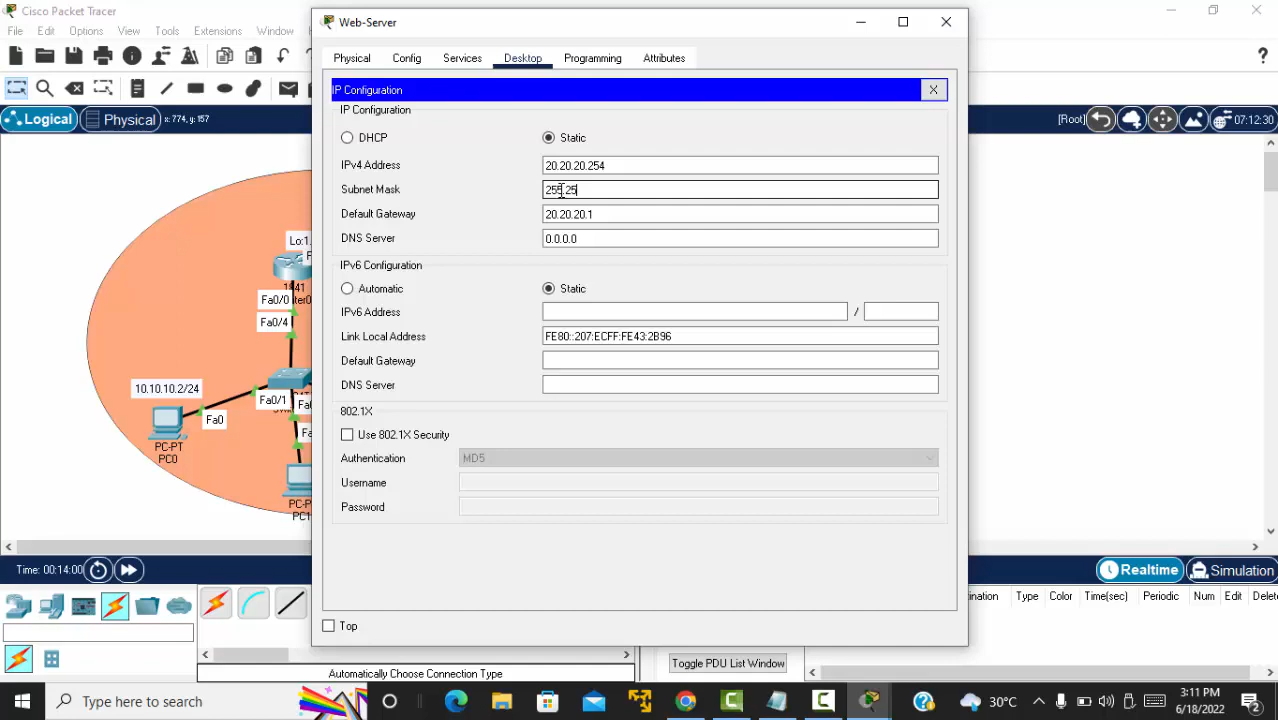 Cisco Packet Tracer
File Edit Options View Tools Extensions Window
Logical Physical x: 774, y: 157
[Root] 07:12:30
Web-Server
Physical Config Services Desktop Programming Attributes
IP Configuration X
IP Configuration
DHCP Static
IPv4 Address 20.20.20.254
Subnet Mask 255.25
Default Gateway 20.20.20.1
DNS Server 0.0.0.0
IPv6 Configuration
Automatic Static
IPv6 Address /
Link Local Address FE80::207:ECFF:FE43:2B96
Default Gateway
DNS Server
802.1X
Use 802.1X Security
Authentication MD5
Username
Password
Top
Lo:1.
Fa0/0
Fa0/4
10.10.10.2/24
Fa0/1
Fa0
PC-PT
PC0
PC-P
PC1
Time: 00:14:00
Realtime Simulation
Type Color Time(sec) Periodic Num Edit Delet
Toggle PDU List Window
Automatically Choose Connection Type
Type here to search
30°C
3:11 PM
6/18/2022